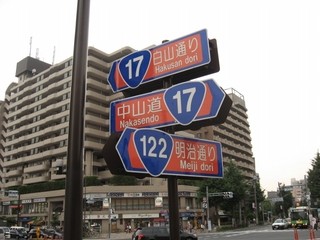 17 白山通り
Hakusan dori
中山道 17
Nakasendo
122 明治通り
Meiji dori